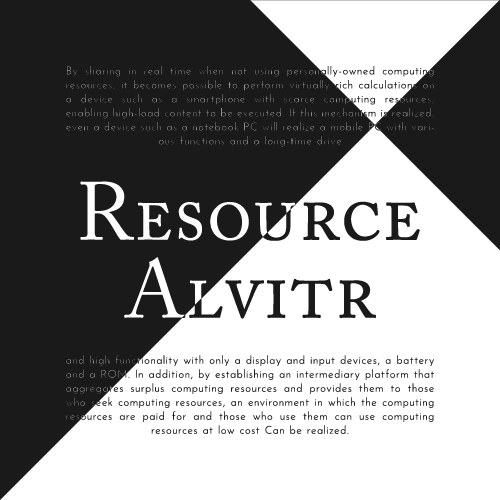 By sharing in real time when not using personally-owned computing
resources, it becomes possible to perform virtually rich calculations on
a device such as a smartphone with scarce computing resources,
enabling high-load content to be executed. If this mechanism is realized,
even a device such as a notebook PC will realize a mobile PC with vari-
ous functions and a long-time drive
RESOURCE
ALVITR
and high functionality with only a display and input devices, a battery
and a ROM. In addition, by establishing an intermediary platform that
aggregates surplus computing resources and provides them to those
who seek computing resources, an environment in which the computing
resources are paid for and those who use them can use computing
resources at low cost Can be realized.